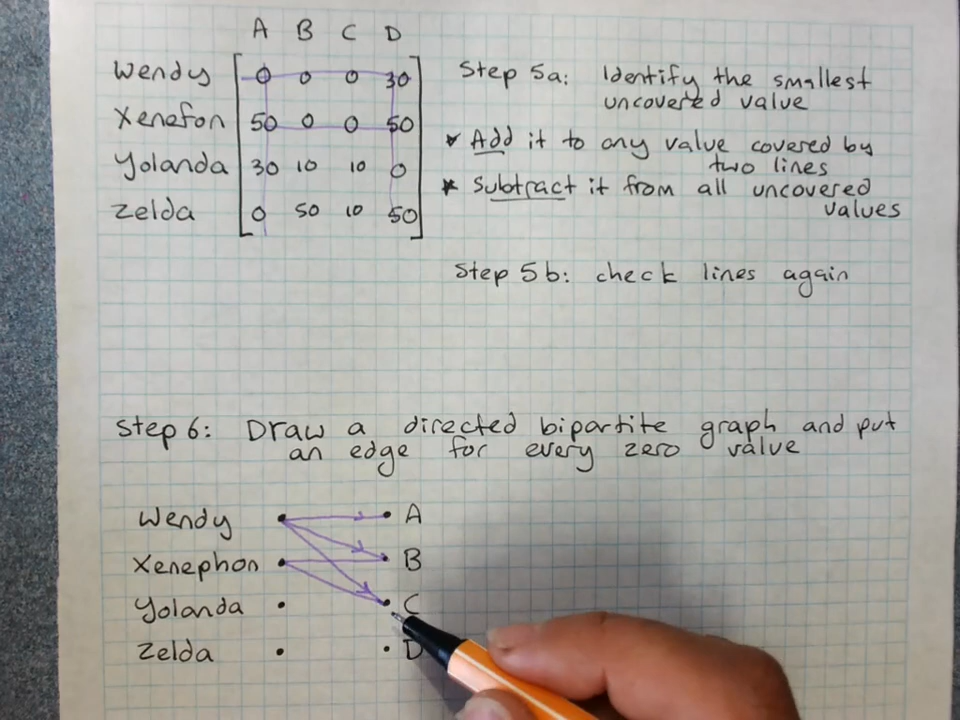 A B C D
Wendy 0 0 0 30
Xenefon 50 0 0 50
Yolanda 30 10 10 0
Zelda 0 50 10 50
Step 5a: Identify the smallest
uncovered value
* Add it to any value covered by
two lines
* Subtract it from all uncovered
values
Step 5b: check lines again
Step 6: Draw a directed bipartite graph and put
an edge for every zero value
Wendy A
Xenephon B
Yolanda C
Zelda D